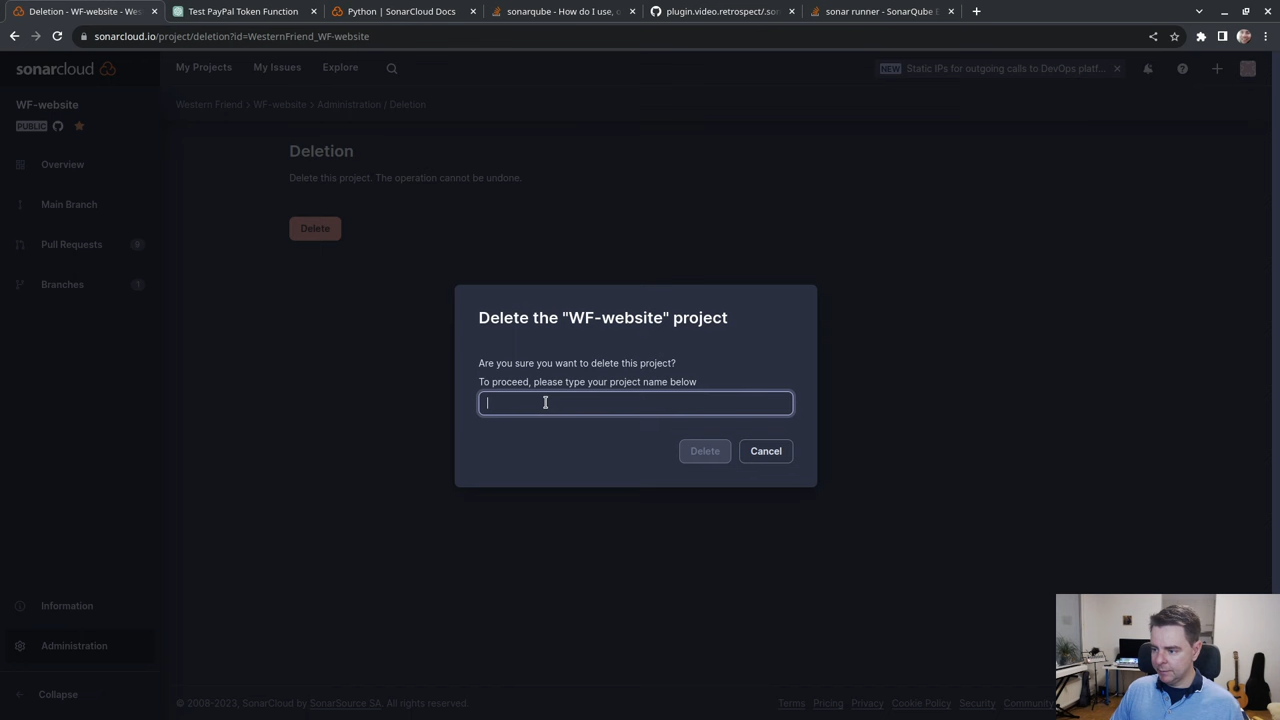 Deletion - WF-website - Wes
Test PayPal Token Function
Python | SonarCloud Docs
sonarqube - How do I use, o
plugin.video.retrospect/.son
sonar runner - SonarQube E
sonarcloud.io/project/deletion?id=WesternFriend_WF-website
sonarcloud
My Projects
My Issues
Explore
NEW
Static IPs for outgoing calls to DevOps platf...
WF-website
PUBLIC
Western Friend > WF-website > Administration / Deletion
Overview
Main Branch
Pull Requests
9
Branches
1
Deletion
Delete this project. The operation cannot be undone.
Delete
Delete the "WF-website" project
Are you sure you want to delete this project?
To proceed, please type your project name below
Delete
Cancel
Information
Administration
Collapse
© 2008-2023, SonarCloud by SonarSource SA. All rights reserved.
Terms
Pricing
Privacy
Cookie Policy
Security
Community